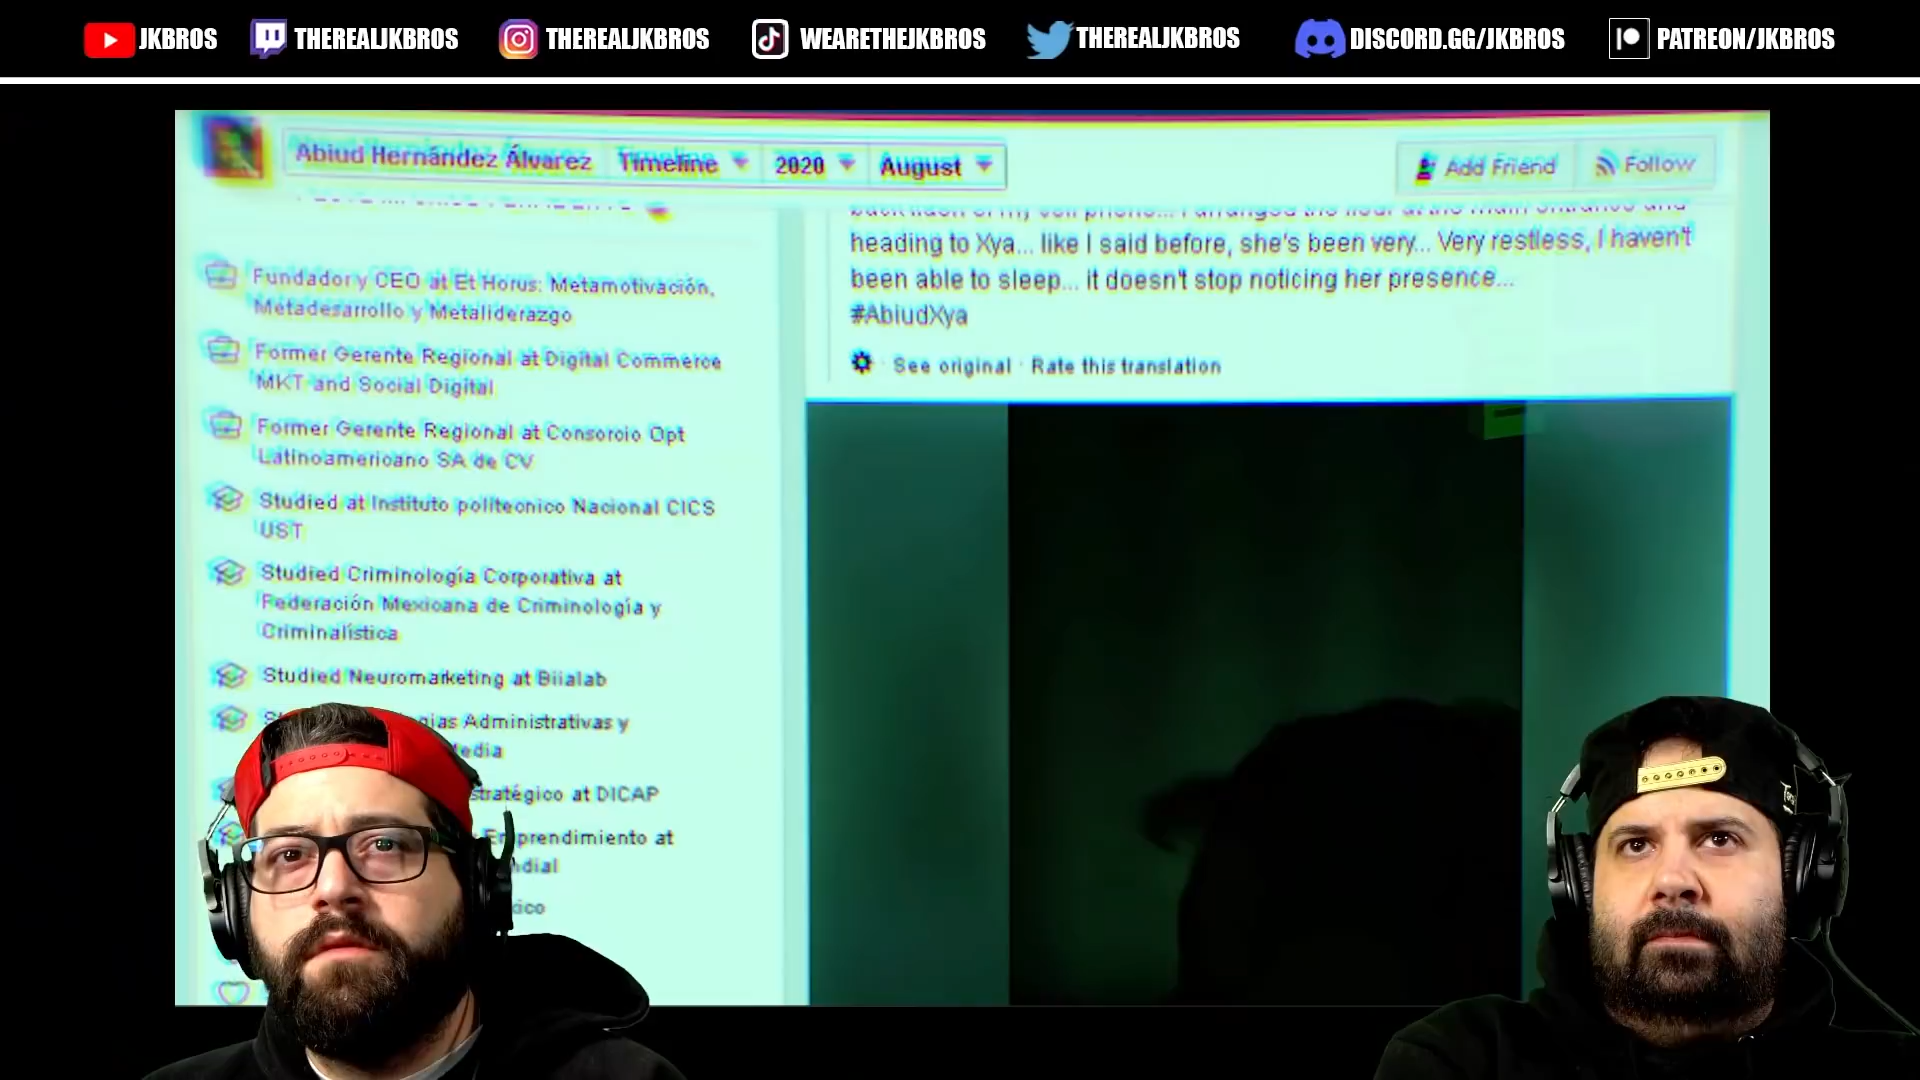 JKBROS THEREALJKBROS THEREALJKBROS WEARETHEJKBROS THEREALJKBROS DISCORD.GG/JKBROS PATREON/JKBROS
Abiud Hernández Álvarez Timeline 2020 August Add Friend Follow
Fundador y CEO at Et Horus: Metamotivación,
Metadesarrollo y Metaliderazgo
Former Gerente Regional at Digital Commerce
MKT and Social Digital
Former Gerente Regional at Consorcio Opt
Latinoamericano SA de CV
Studied at Instituto politecnico Nacional CICS
UST
Studied Criminología Corporativa at
Federación Mexicana de Criminología y
Criminalística
Studied Neuromarketing at Biialab
Administrativas y
at DICAP
Emprendimiento at
heading to Xya... like I said before, she's been very... Very restless, I haven't
been able to sleep... it doesn't stop noticing her presence...
#AbiudXya
See original · Rate this translation